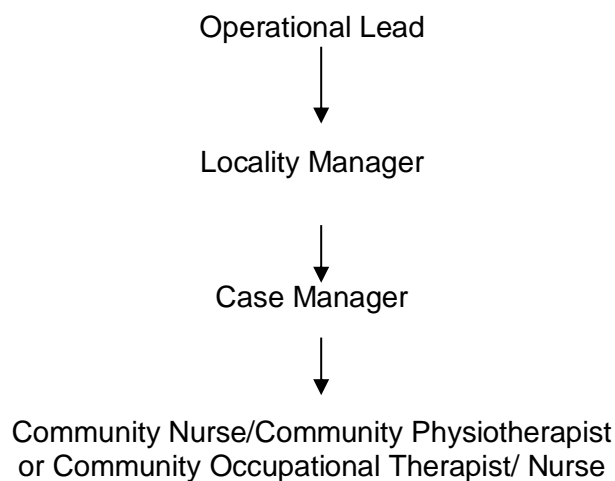 Operational Lead
Locality Manager
Case Manager
Community Nurse/Community Physiotherapist
or Community Occupational Therapist/ Nurse